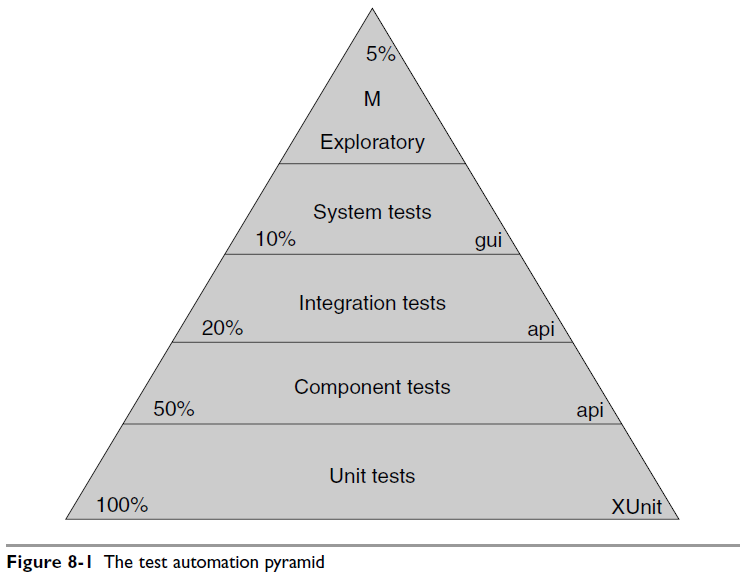 5%
M
Exploratory
System tests
10% gui
Integration tests
20% api
Component tests
50% api
Unit tests
100% XUnit
Figure 8-1 The test automation pyramid